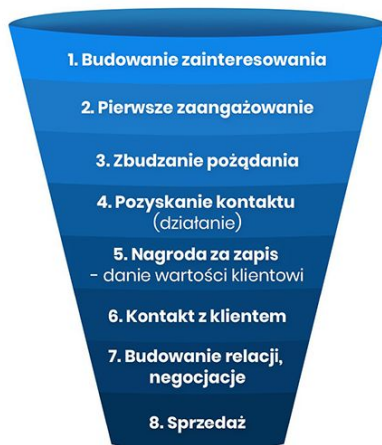 1. Budowanie zainteresowania
2. Pierwsze zaangażowanie
3. Zbudzanie pożądania
4. Pozyskanie kontaktu
(działanie)
5. Nagroda za zapis
- danie wartości klientowi
6. Kontakt z klientem
7. Budowanie relacji,
negocjacje
8. Sprzedaż